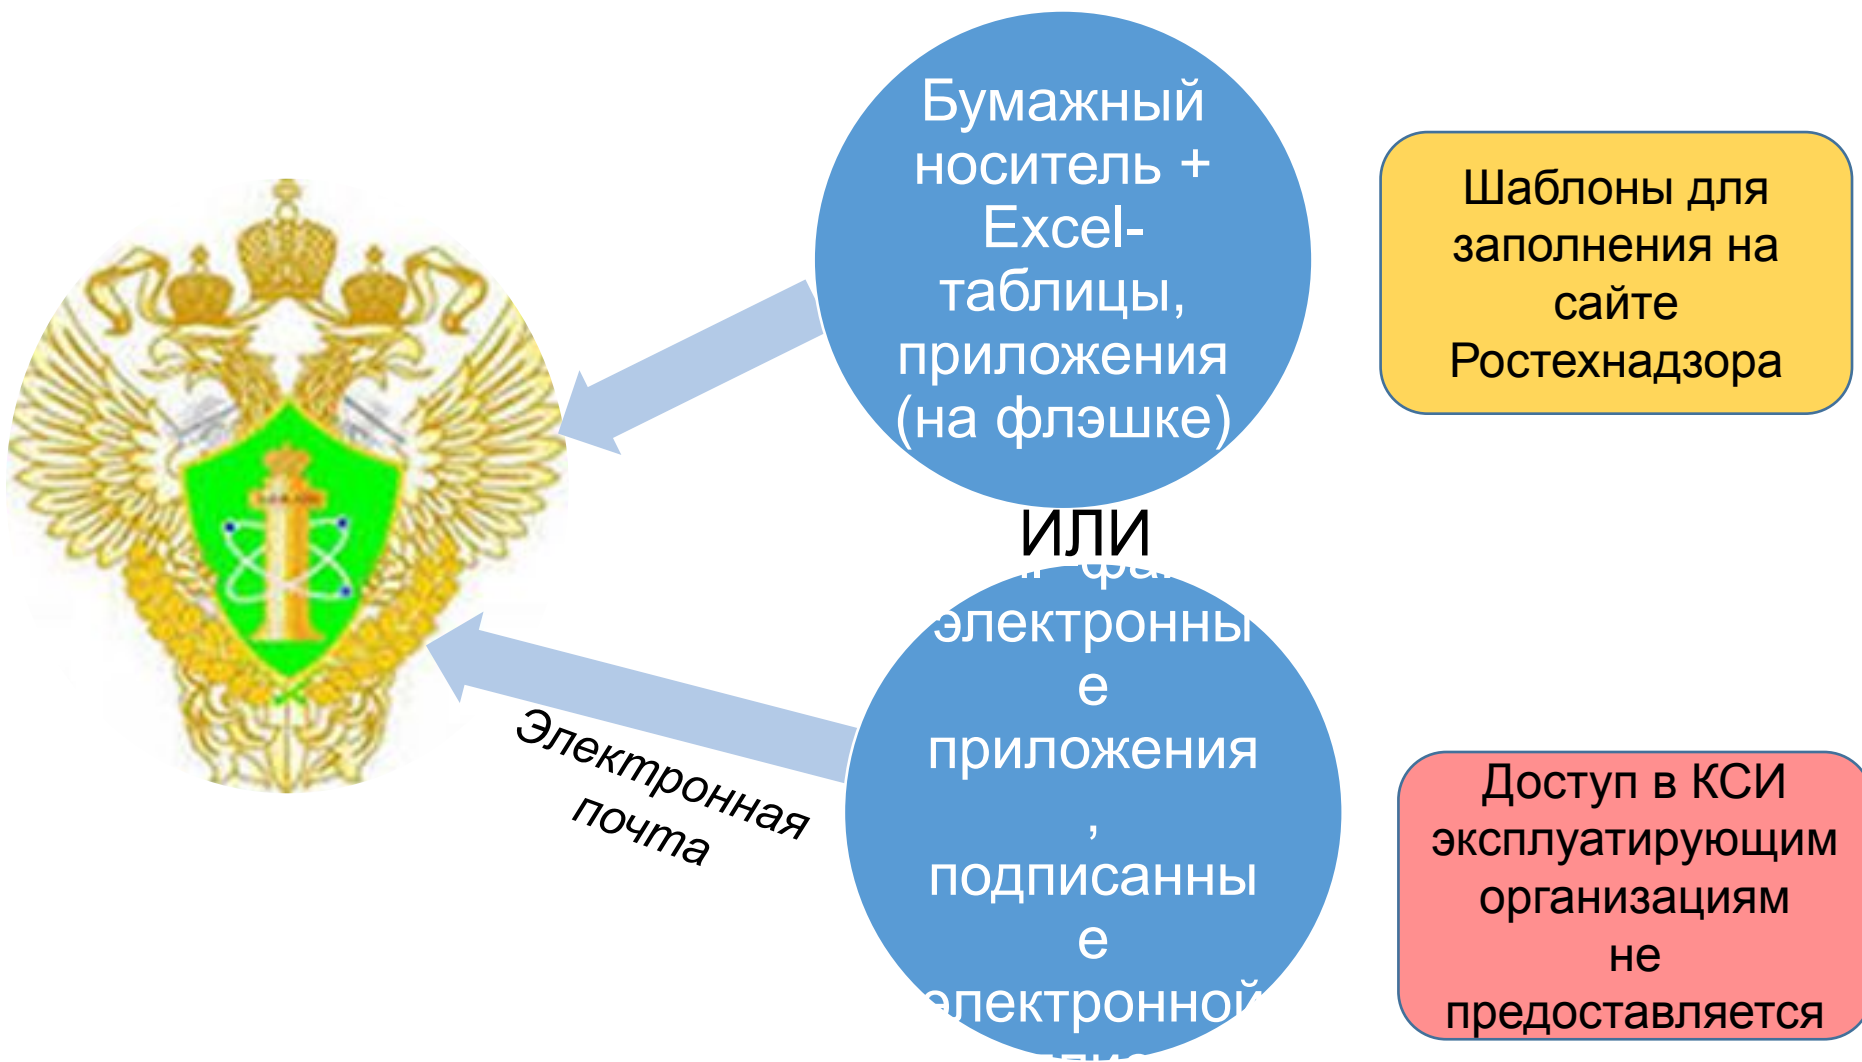 Бумажный
носитель +
Excel-
таблицы,
приложения
(на флэшке)
Шаблоны для
заполнения на
сайте
Ростехнадзора
ИЛИ
электронны
е
приложения
,
подписанны
е
электронной
Электронная
почта
Доступ в КСИ
эксплуатирующим
организациям
не
предоставляется